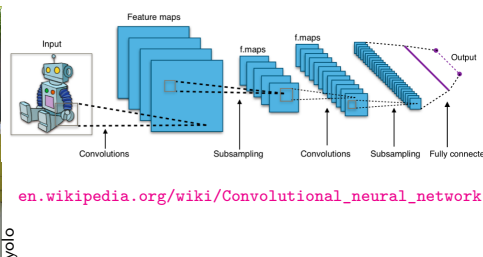 Feature maps
Input
f.maps
f.maps
Output
Convolutions
Subsampling
Convolutions
Subsampling
Fully connecte
en.wikipedia.org/wiki/Convolutional_neural_network
yolo